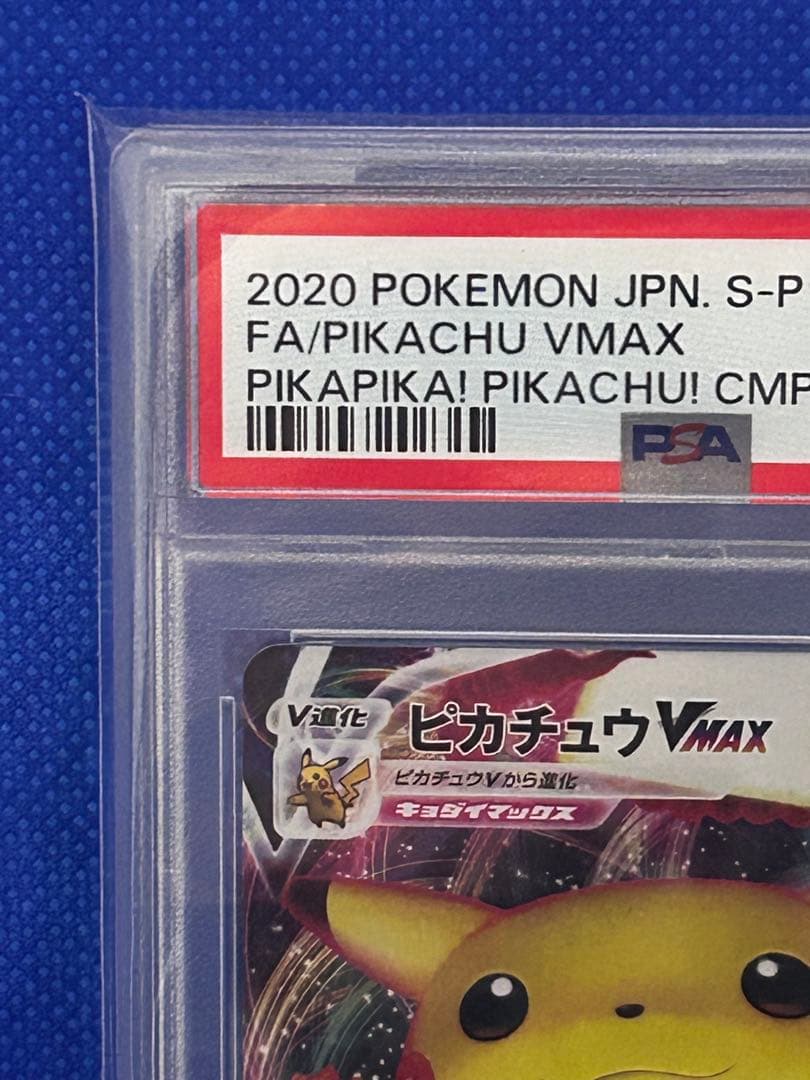 2020 POKEMON JPN. S-P
FA/PIKACHU VMAX
PIKAPIKA! PIKACHU! CMP
PSA
V進化
ピカチュウVMAX
ピカチュウVから進化
キョダイマックス